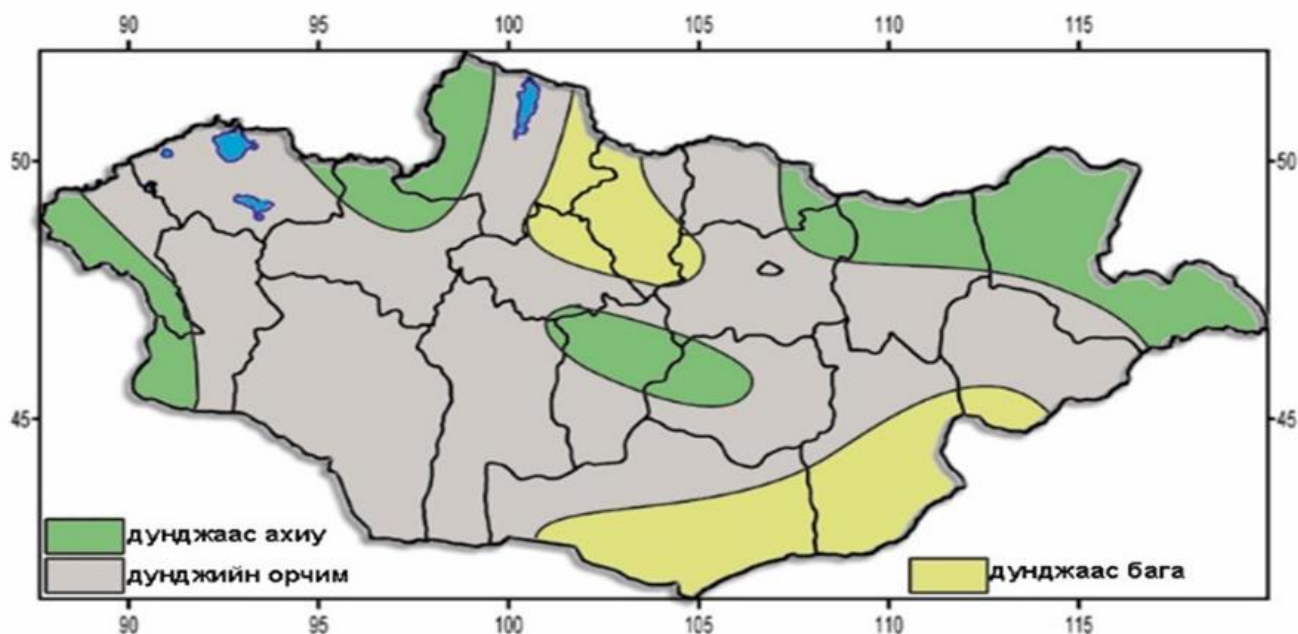 90 95 100 105 110 115
50 50
45 45
дунджаас ахиу
дунджийн орчим
дунджаас бага
90 95 100 105 110 115